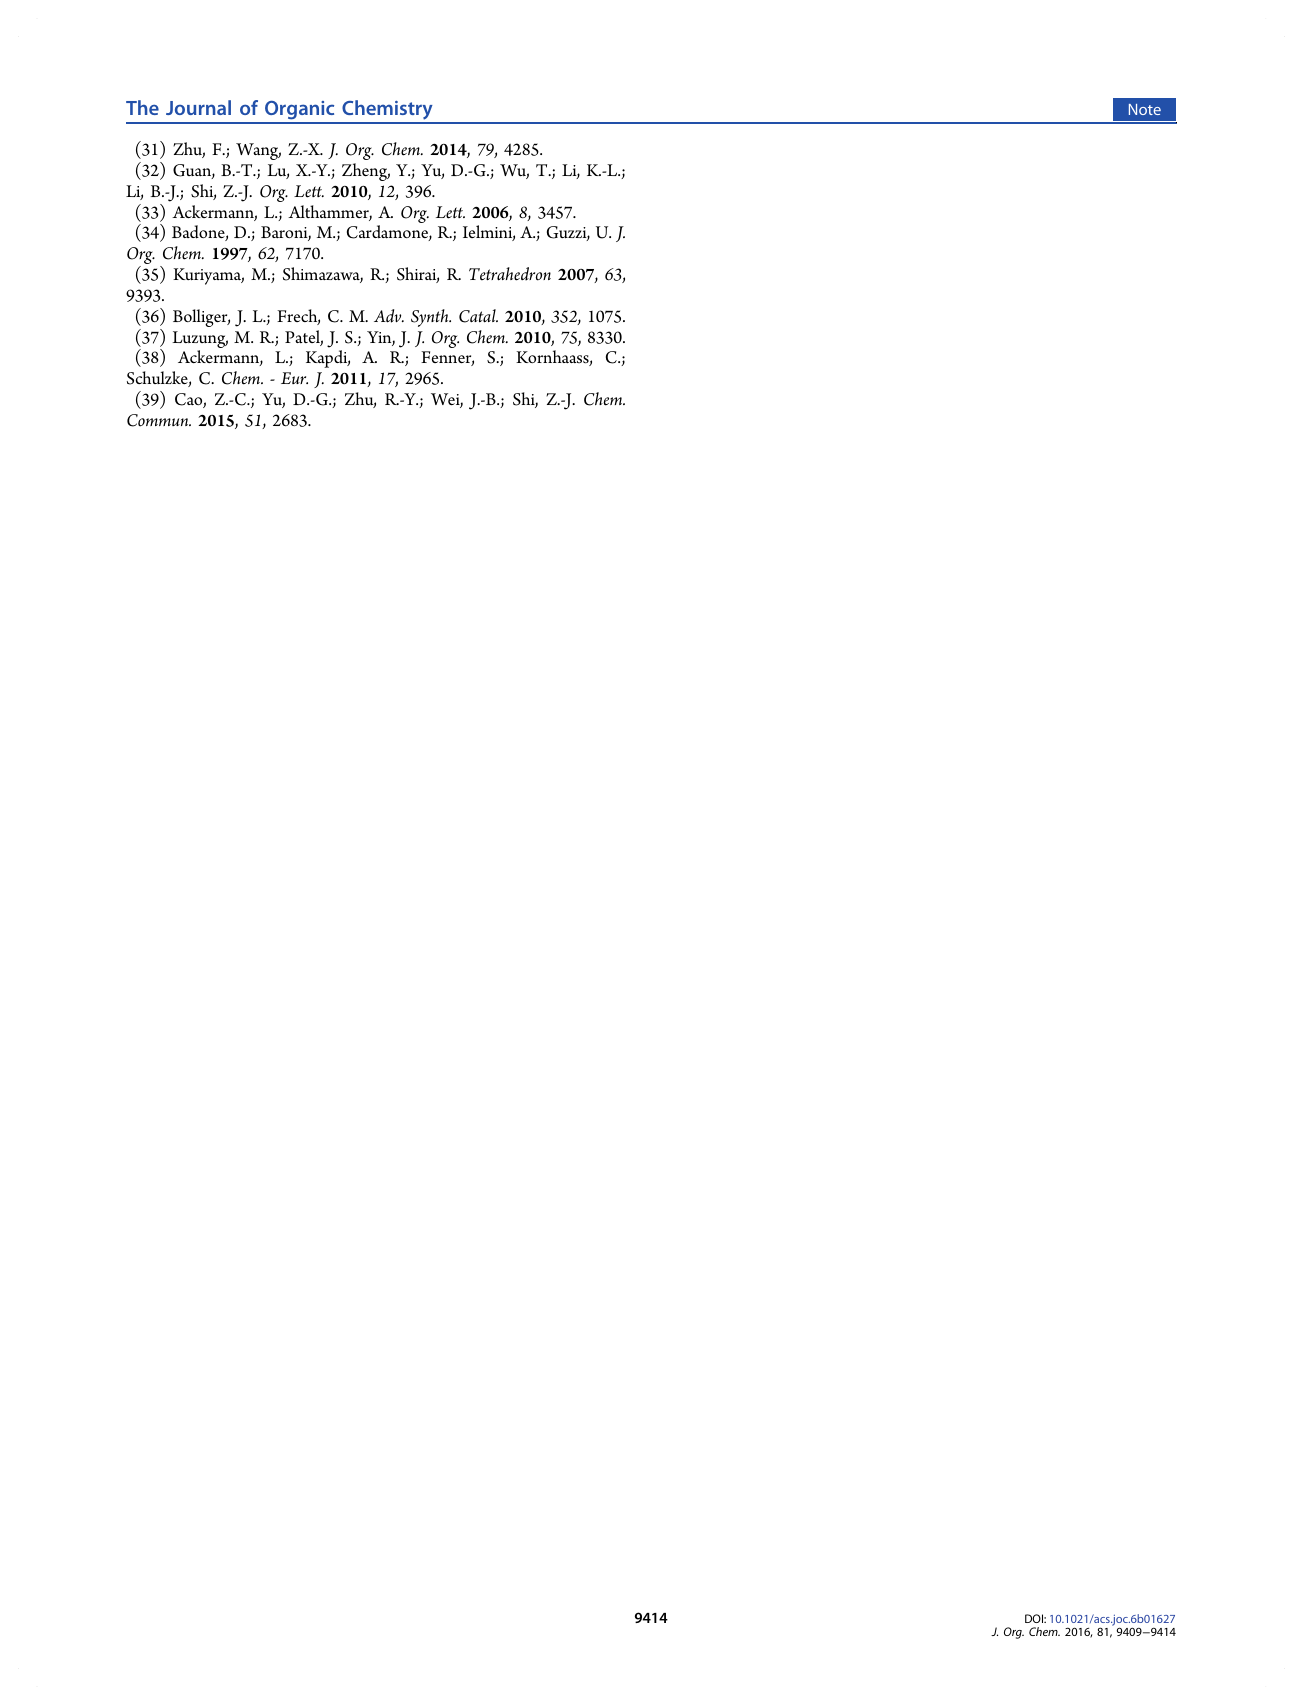 The Journal of Organic Chemistry
Note
(31) Zhu, F.; Wang, Z.-X. J. Org. Chem. 2014, 79, 4285.
(32) Guan, B.-T.; Lu, X.-Y.; Zheng, Y.; Yu, D.-G.; Wu, T.; Li, K.-L.;
Li, B.-J.; Shi, Z.-J. Org. Lett. 2010, 12, 396.
(33) Ackermann, L.; Althammer, A. Org. Lett. 2006, 8, 3457.
(34) Badone, D.; Baroni, M.; Cardamone, R.; Ielmini, A.; Guzzi, U. J.
Org. Chem. 1997, 62, 7170.
(35) Kuriyama, M.; Shimazawa, R.; Shirai, R. Tetrahedron 2007, 63,
9393.
(36) Bolliger, J. L.; Frech, C. M. Adv. Synth. Catal. 2010, 352, 1075.
(37) Luzung, M. R.; Patel, J. S.; Yin, J. J. Org. Chem. 2010, 75, 8330.
(38) Ackermann, L.; Kapdi, A. R.; Fenner, S.; Kornhaass, C.;
Schulzke, C. Chem. - Eur. J. 2011, 17, 2965.
(39) Cao, Z.-C.; Yu, D.-G.; Zhu, R.-Y.; Wei, J.-B.; Shi, Z.-J. Chem.
Commun. 2015, 51, 2683.
9414
DOI: 10.1021/acs.joc.6b01627
J. Org. Chem. 2016, 81, 9409−9414